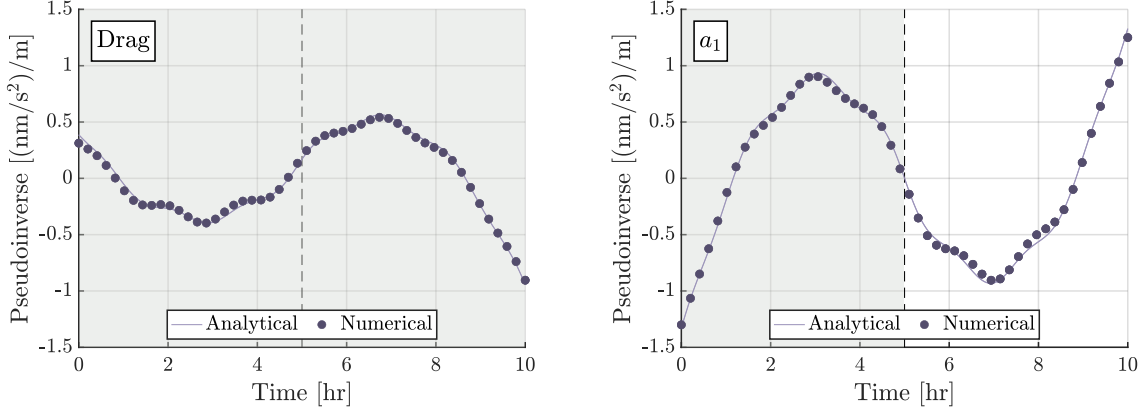 Drag
Pseudoinverse [(nm/s²)/m]
1.5
1
0.5
0
-0.5
-1
-1.5
Analytical Numerical
0 2 4 6 8 10
Time [hr]
a₁
Pseudoinverse [(nm/s²)/m]
1.5
1
0.5
0
-0.5
-1
-1.5
Analytical Numerical
0 2 4 6 8 10
Time [hr]